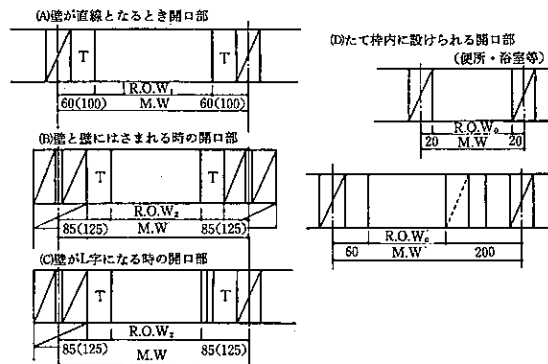 (A)壁が直線となるとき開口部
T
T
R.O.W₁
60(100)
60(100)
M.W
(B)壁と壁にはさまれる時の開口部
T
T
R.O.W₂
85(125)
85(125)
M.W
(C)壁がL字になる時の開口部
T
T
R.O.W₂
85(125)
85(125)
M.W
(D)たて枠内に設けられる開口部
(便所・浴室等)
R.O.W₀
20
20
M.W
R.O.W
60
200
M.W